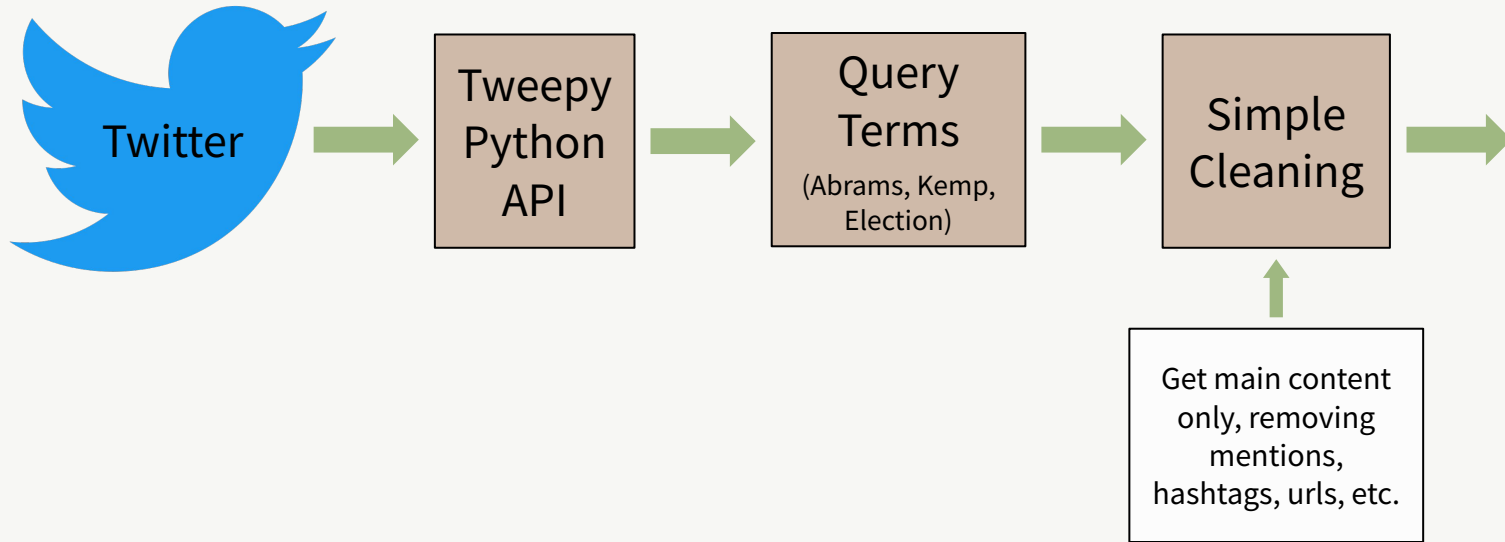 Twitter
Tweepy
Python
API
Query
Terms
(Abrams, Kemp,
Election)
Simple
Cleaning
Get main content
only, removing
mentions,
hashtags, urls, etc.